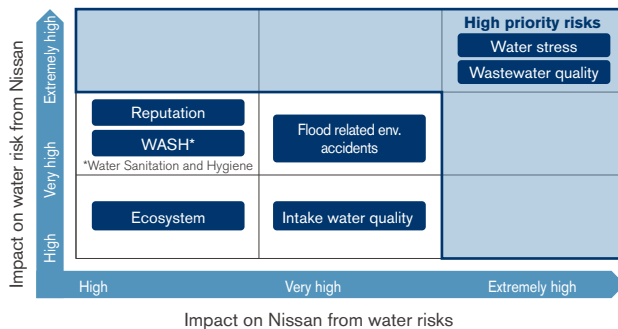 Impact on water risk from Nissan
Extremely high
Very high
High
High priority risks
Water stress
Wastewater quality
Reputation
WASH*
*Water Sanitation and Hygiene
Flood related env.
accidents
Ecosystem
Intake water quality
High
Very high
Extremely high
Impact on Nissan from water risks